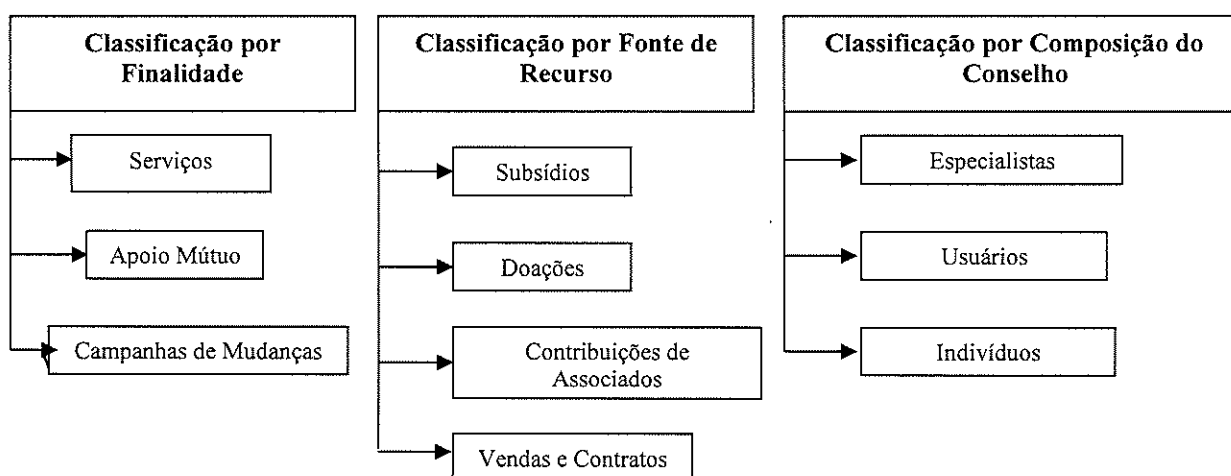 Classificação por
Finalidade
Serviços
Apoio Mútuo
Campanhas de Mudanças
Classificação por Fonte de
Recurso
Subsídios
Doações
Contribuições de
Associados
Vendas e Contratos
Classificação por Composição do
Conselho
Especialistas
Usuários
Indivíduos